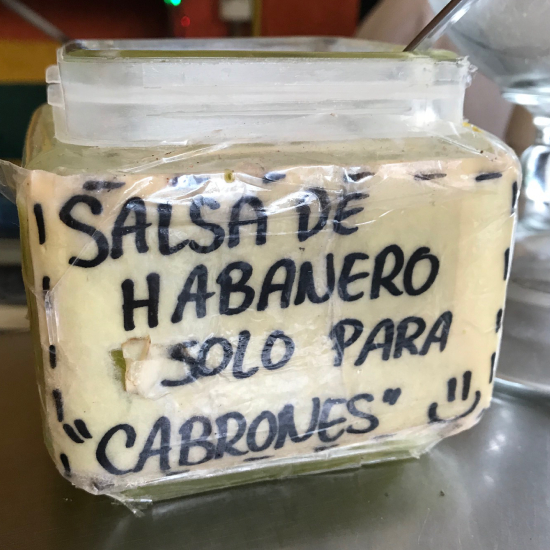 SALSA DE
HABANERO
SOLO PARA
"CABRONES"